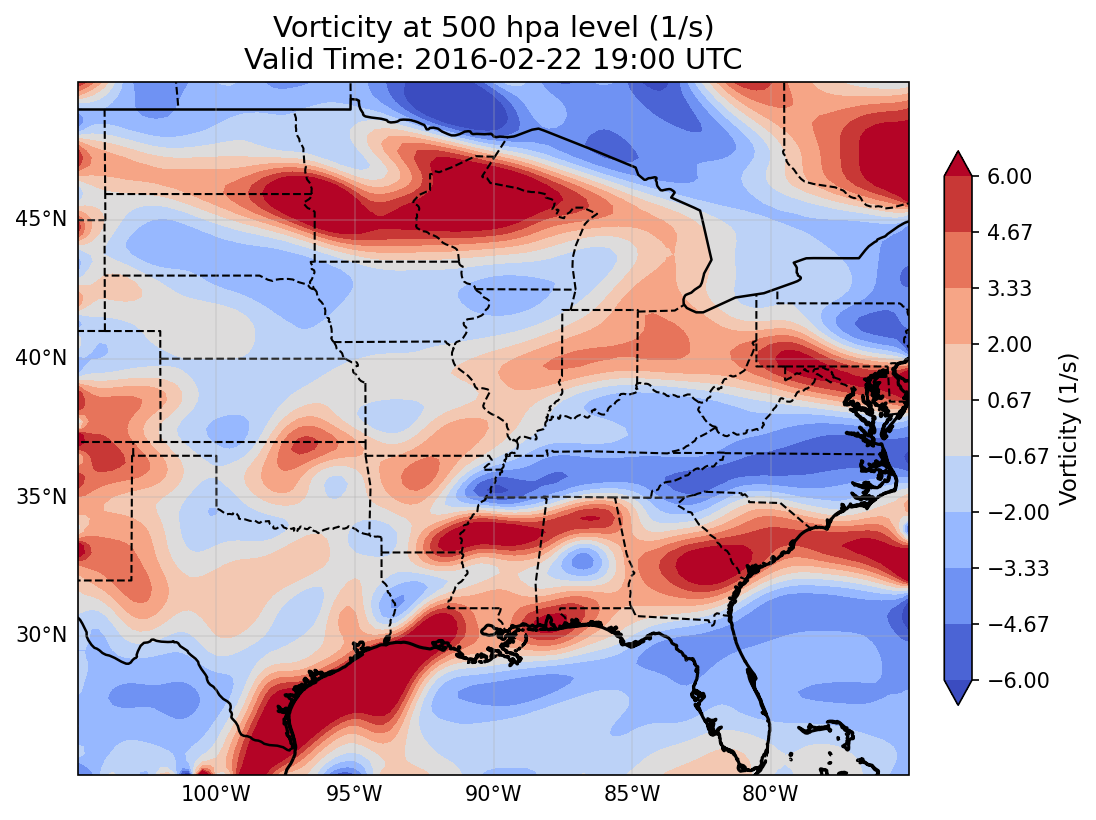 Vorticity at 500 hpa level (1/s)
Valid Time: 2016-02-22 19:00 UTC
45°N
40°N
35°N
30°N
100°W
95°W
90°W
85°W
80°W
6.00
4.67
3.33
2.00
0.67
−0.67
−2.00
−3.33
−4.67
−6.00
Vorticity (1/s)